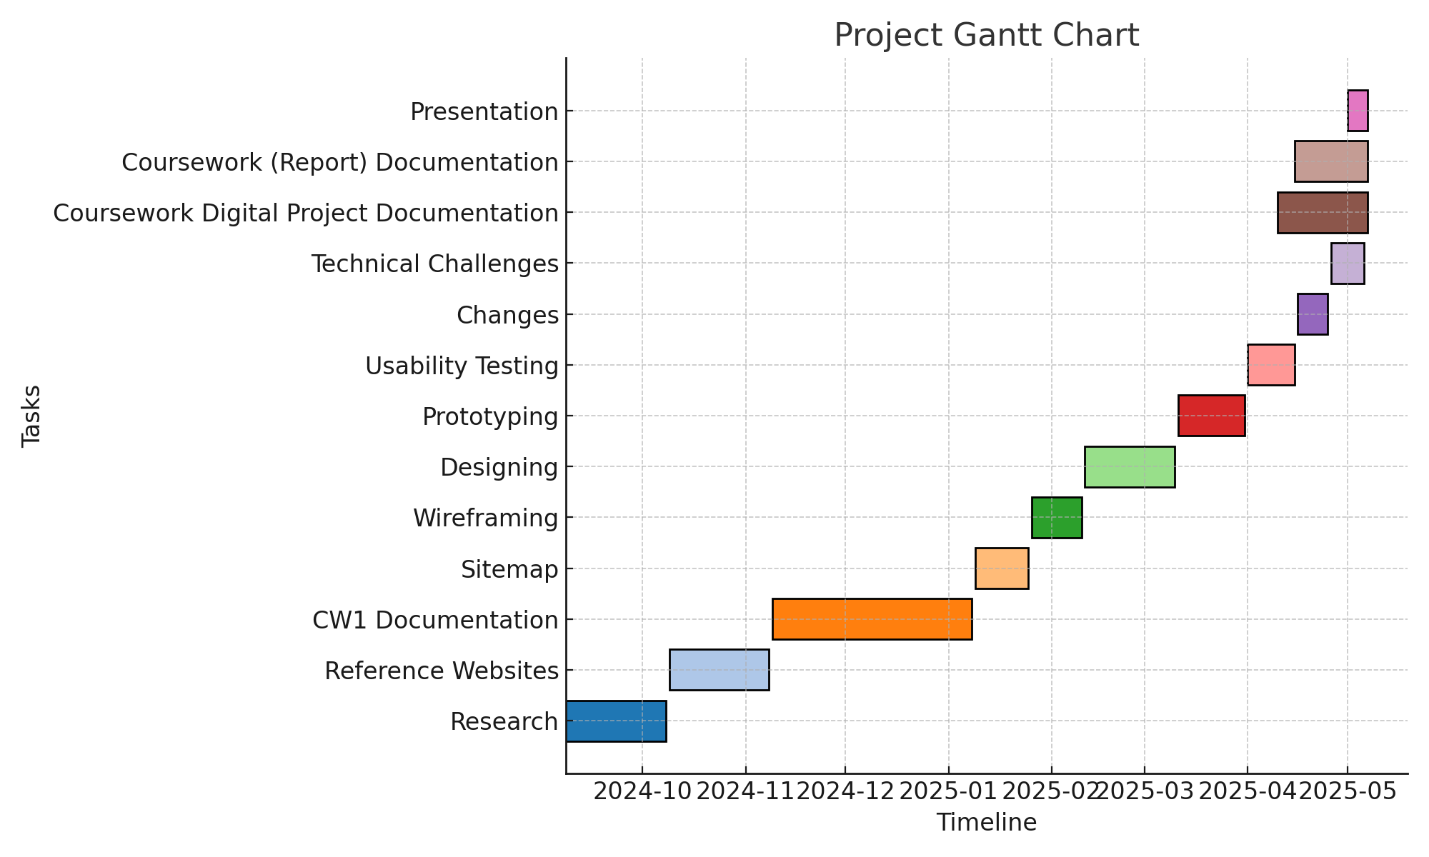 Project Gantt Chart
Presentation
Coursework (Report) Documentation
Coursework Digital Project Documentation
Technical Challenges
Changes
Usability Testing
Prototyping
Designing
Wireframing
Sitemap
CW1 Documentation
Reference Websites
Research
Tasks
2024-10 2024-11 2024-12 2025-01 2025-02 2025-03 2025-04 2025-05
Timeline